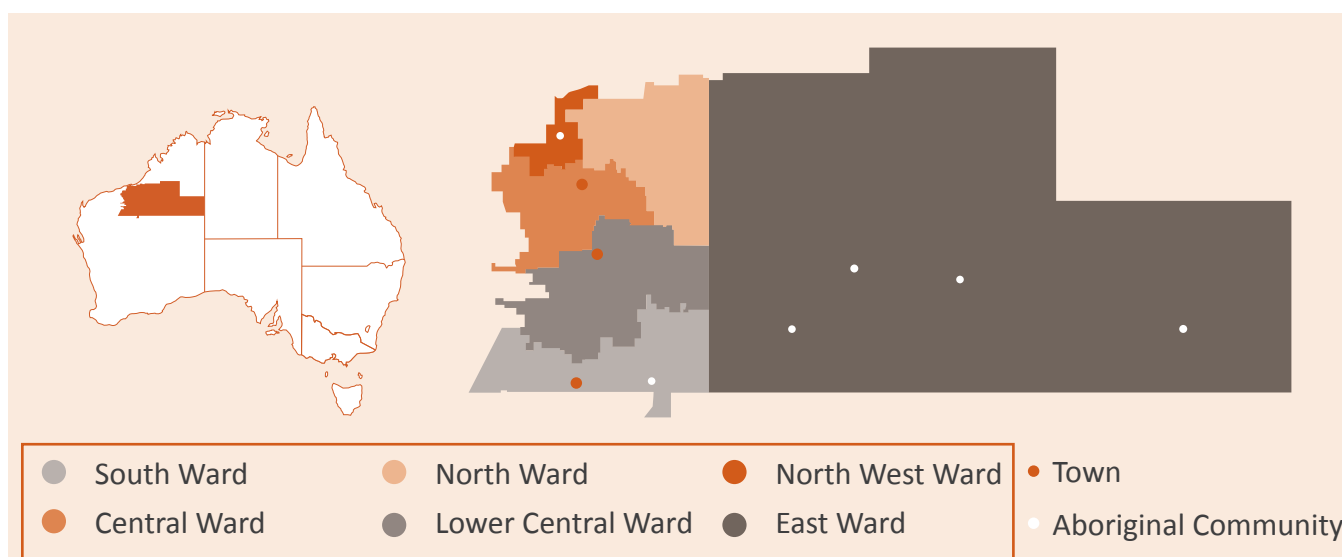 South Ward
North Ward
North West Ward
Town
Central Ward
Lower Central Ward
East Ward
Aboriginal Community